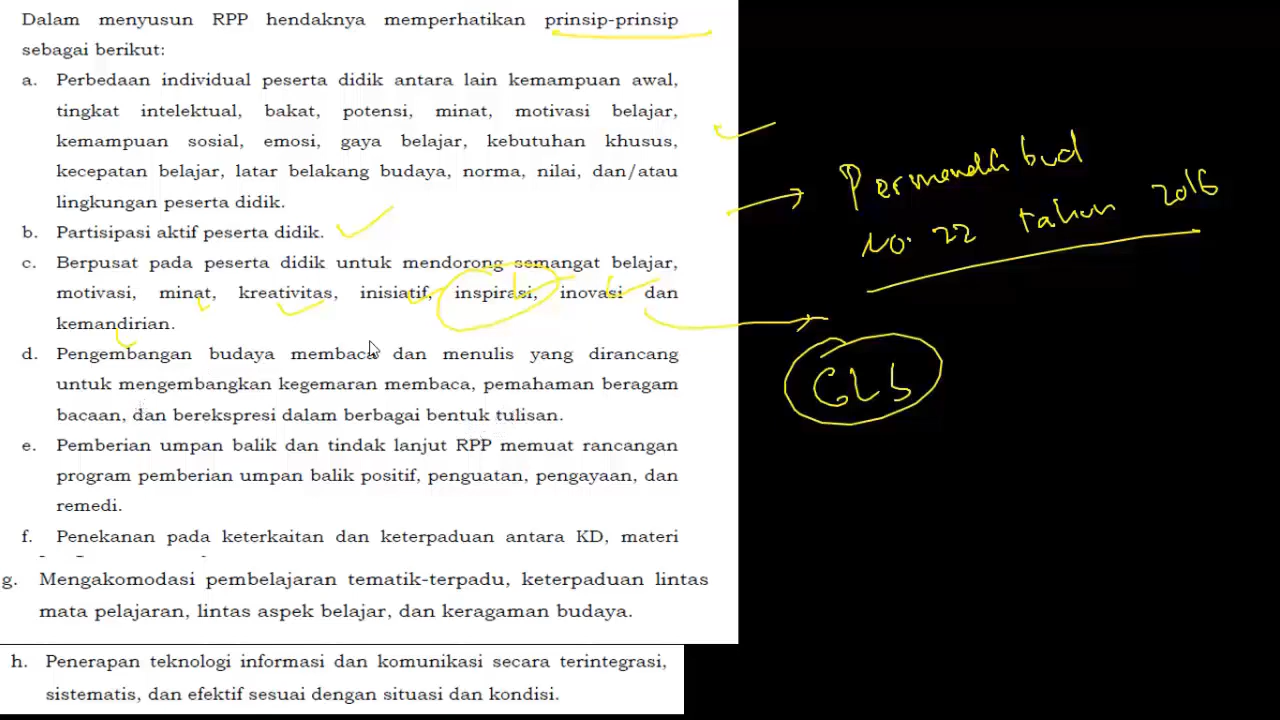 Dalam menyusun RPP hendaknya memperhatikan prinsip-prinsip
sebagai berikut:
a. Perbedaan individual peserta didik antara lain kemampuan awal,
tingkat intelektual, bakat, potensi, minat, motivasi belajar,
kemampuan sosial, emosi, gaya belajar, kebutuhan khusus,
kecepatan belajar, latar belakang budaya, norma, nilai, dan/atau
lingkungan peserta didik.
b. Partisipasi aktif peserta didik.
c. Berpusat pada peserta didik untuk mendorong semangat belajar,
motivasi, minat, kreativitas, inisiatif, inspirasi, inovasi dan
kemandirian.
d. Pengembangan budaya membaca dan menulis yang dirancang
untuk mengembangkan kegemaran membaca, pemahaman beragam
bacaan, dan berekspresi dalam berbagai bentuk tulisan.
e. Pemberian umpan balik dan tindak lanjut RPP memuat rancangan
program pemberian umpan balik positif, penguatan, pengayaan, dan
remedi.
f. Penekanan pada keterkaitan dan keterpaduan antara KD, materi
g. Mengakomodasi pembelajaran tematik-terpadu, keterpaduan lintas
mata pelajaran, lintas aspek belajar, dan keragaman budaya.
h. Penerapan teknologi informasi dan komunikasi secara terintegrasi,
sistematis, dan efektif sesuai dengan situasi dan kondisi.
Permendikbud
No. 22 tahun 2016
GLS